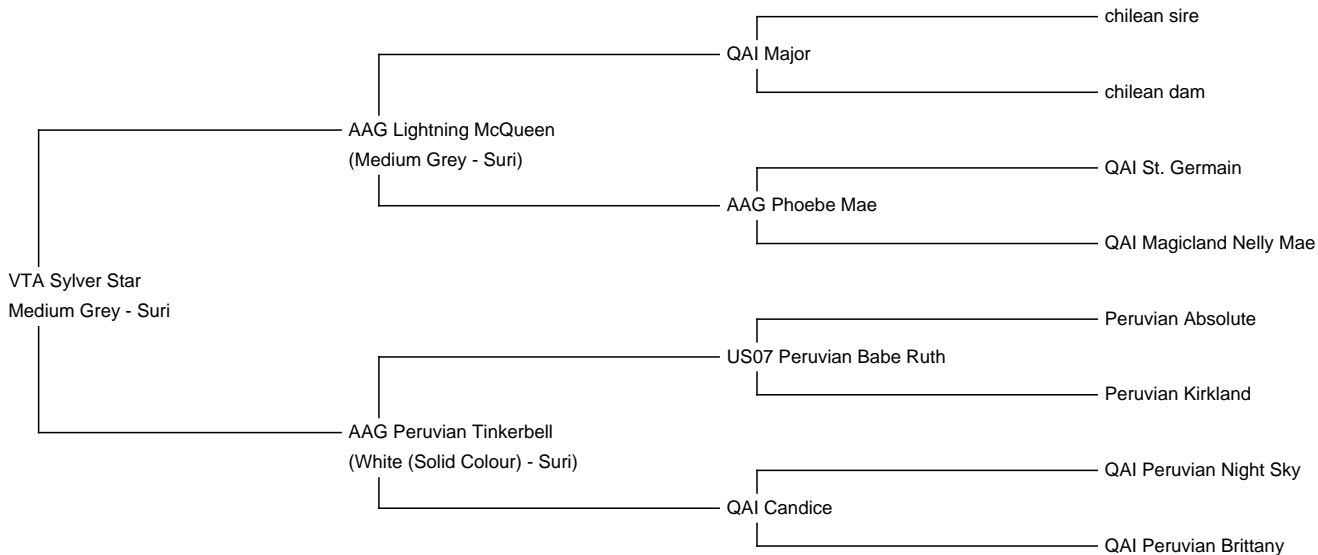 chilean sire
QAI Major
chilean dam
AAG Lightning McQueen
(Medium Grey - Suri)
QAI St. Germain
AAG Phoebe Mae
QAI Magicland Nelly Mae
VTA Sylver Star
Medium Grey - Suri
Peruvian Absolute
US07 Peruvian Babe Ruth
Peruvian Kirkland
AAG Peruvian Tinkerbell
(White (Solid Colour) - Suri)
QAI Peruvian Night Sky
QAI Candice
QAI Peruvian Brittany